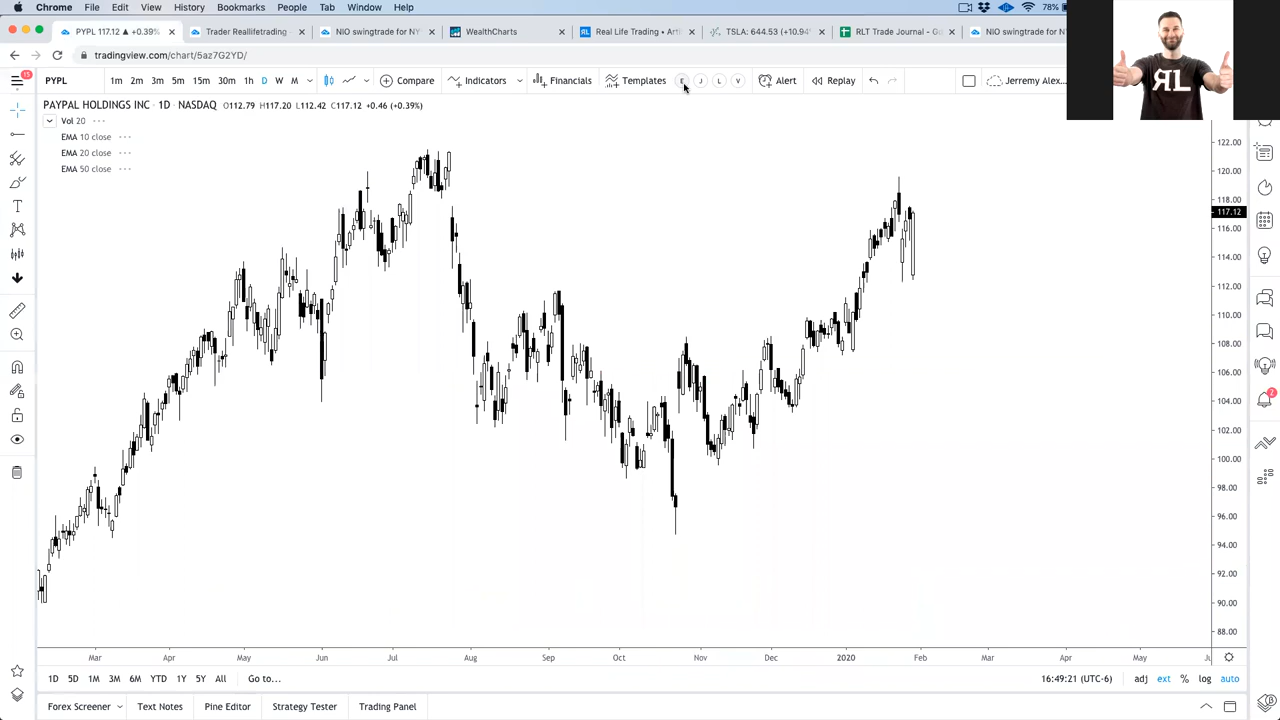 Chrome File Edit View History Bookmarks People Tab Window Help
78%
PYPL 117.12 ▲ +0.39%
Trader Reallifetrading
NIO swingtrade for NY
WealthCharts
RL Real Life Trading • Arti
TSLA: 644.53 (+10.94
RLT Trade Journal - Go
NIO swingtrade for NY
tradingview.com/chart/5az7G2YD/
15
PYPL 1m 2m 3m 5m 15m 30m 1h D W M Compare Indicators Financials Templates E J J V Alert Replay Jerremy Alex...
ЯL
PAYPAL HOLDINGS INC · 1D · NASDAQ O112.79 H117.20 L112.42 C117.12 +0.46 (+0.39%)
Vol 20
EMA 10 close
EMA 20 close
EMA 50 close
122.00
120.00
118.00
117.12
116.00
114.00
112.00
110.00
108.00
106.00
104.00
102.00
100.00
98.00
96.00
94.00
92.00
90.00
88.00
2
Mar Apr May Jun Jul Aug Sep Oct Nov Dec 2020 Feb Mar Apr May
1D 5D 1M 3M 6M YTD 1Y 5Y All Go to... 16:49:21 (UTC-6) adj ext % log auto
Forex Screener Text Notes Pine Editor Strategy Tester Trading Panel